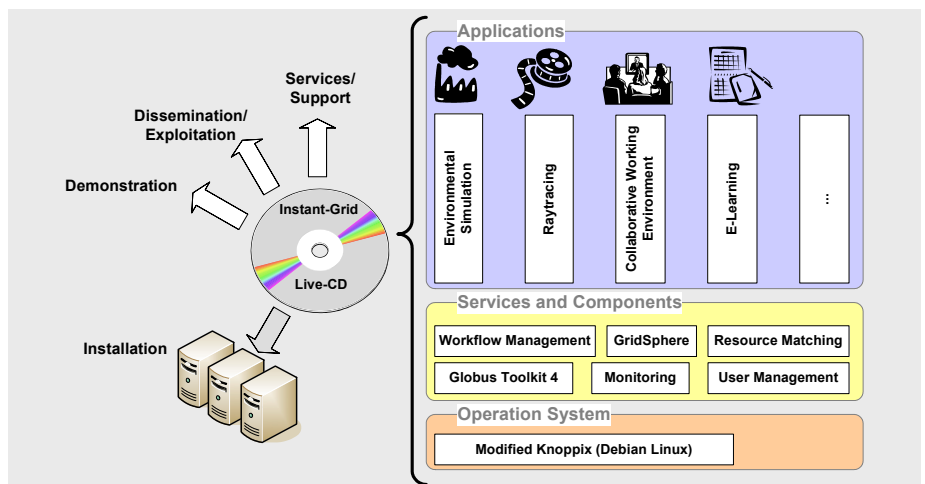 Services/
Support
Dissemination/
Exploitation
Demonstration
Instant-Grid
Live-CD
Installation
Applications
Environmental
Simulation
Raytracing
Collaborative Working
Environment
E-Learning
...
Services and Components
Workflow Management
GridSphere
Resource Matching
Globus Toolkit 4
Monitoring
User Management
Operation System
Modified Knoppix (Debian Linux)